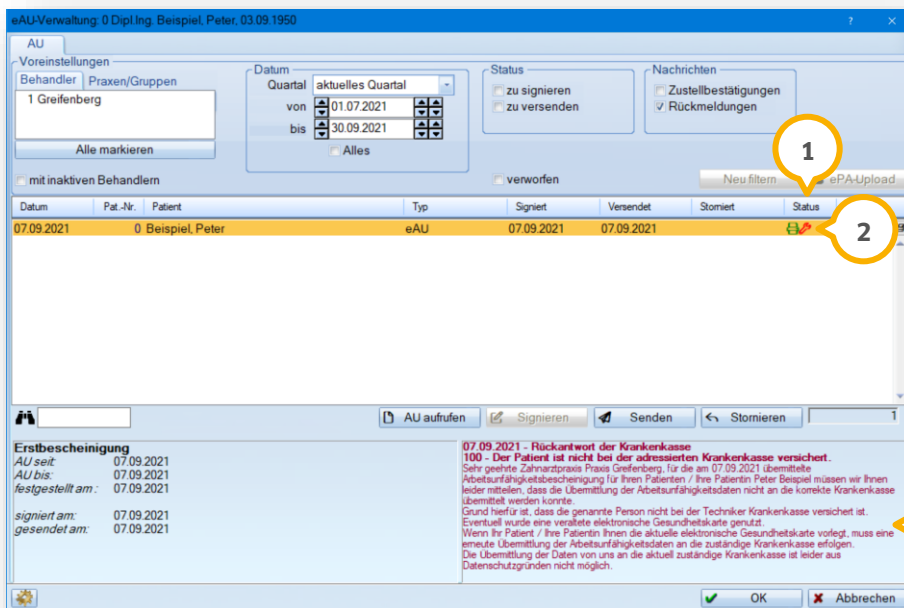 eAU-Verwaltung: 0 Dipl.Ing. Beispiel, Peter, 03.09.1950
AU
Voreinstellungen
Behandler Praxen/Gruppen
1 Greifenberg
Alle markieren
mit inaktiven Behandlern
Datum
Quartal aktuelles Quartal
von 01.07.2021
bis 30.09.2021
Alles
Status
zu signieren
zu versenden
verworfen
Nachrichten
Zustellbestätigungen
Rückmeldungen
1
Neu filtern ePA-Upload
Datum Pat.-Nr. Patient Typ Signiert Versendet Storniert Status
07.09.2021 0 Beispiel, Peter eAU 07.09.2021 07.09.2021
2
AU aufrufen Signieren Senden Stornieren 1
Erstbescheinigung
AU seit: 07.09.2021
AU bis: 07.09.2021
festgestellt am: 07.09.2021
signiert am: 07.09.2021
gesendet am: 07.09.2021
07.09.2021 - Rückantwort der Krankenkasse
100 - Der Patient ist nicht bei der adressierten Krankenkasse versichert.
Sehr geehrte Zahnarztpraxis Praxis Greifenberg, für die am 07.09.2021 übermittelte
Arbeitsunfähigkeitsbescheinigung für Ihren Patienten / Ihre Patientin Peter Beispiel müssen wir Ihnen
leider mitteilen, dass die Übermittlung der Arbeitsunfähigkeitsdaten nicht an die korrekte Krankenkasse
übermittelt werden konnte.
Grund hierfür ist, dass die genannte Person nicht bei der Techniker Krankenkasse versichert ist.
Eventuell wurde eine veraltete elektronische Gesundheitskarte genutzt.
Wenn Ihr Patient / Ihre Patientin Ihnen die aktuelle elektronische Gesundheitskarte vorlegt, muss eine
erneute Übermittlung der Arbeitsunfähigkeitsdaten an die zuständige Krankenkasse erfolgen.
Die Übermittlung der Daten von uns an die aktuell zuständige Krankenkasse ist leider aus
Datenschutzgründen nicht möglich.
OK Abbrechen